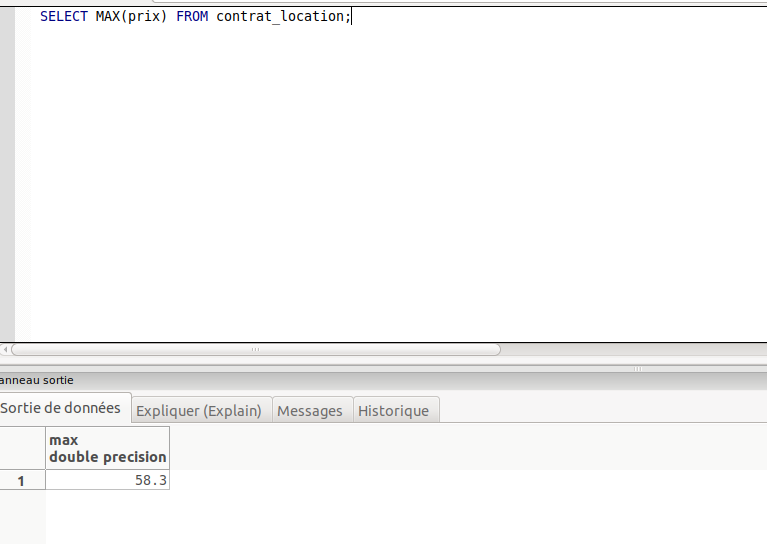 SELECT MAX(prix) FROM contrat_location;
anneau sortie
Sortie de données Expliquer (Explain) Messages Historique
max
double precision
1 58.3